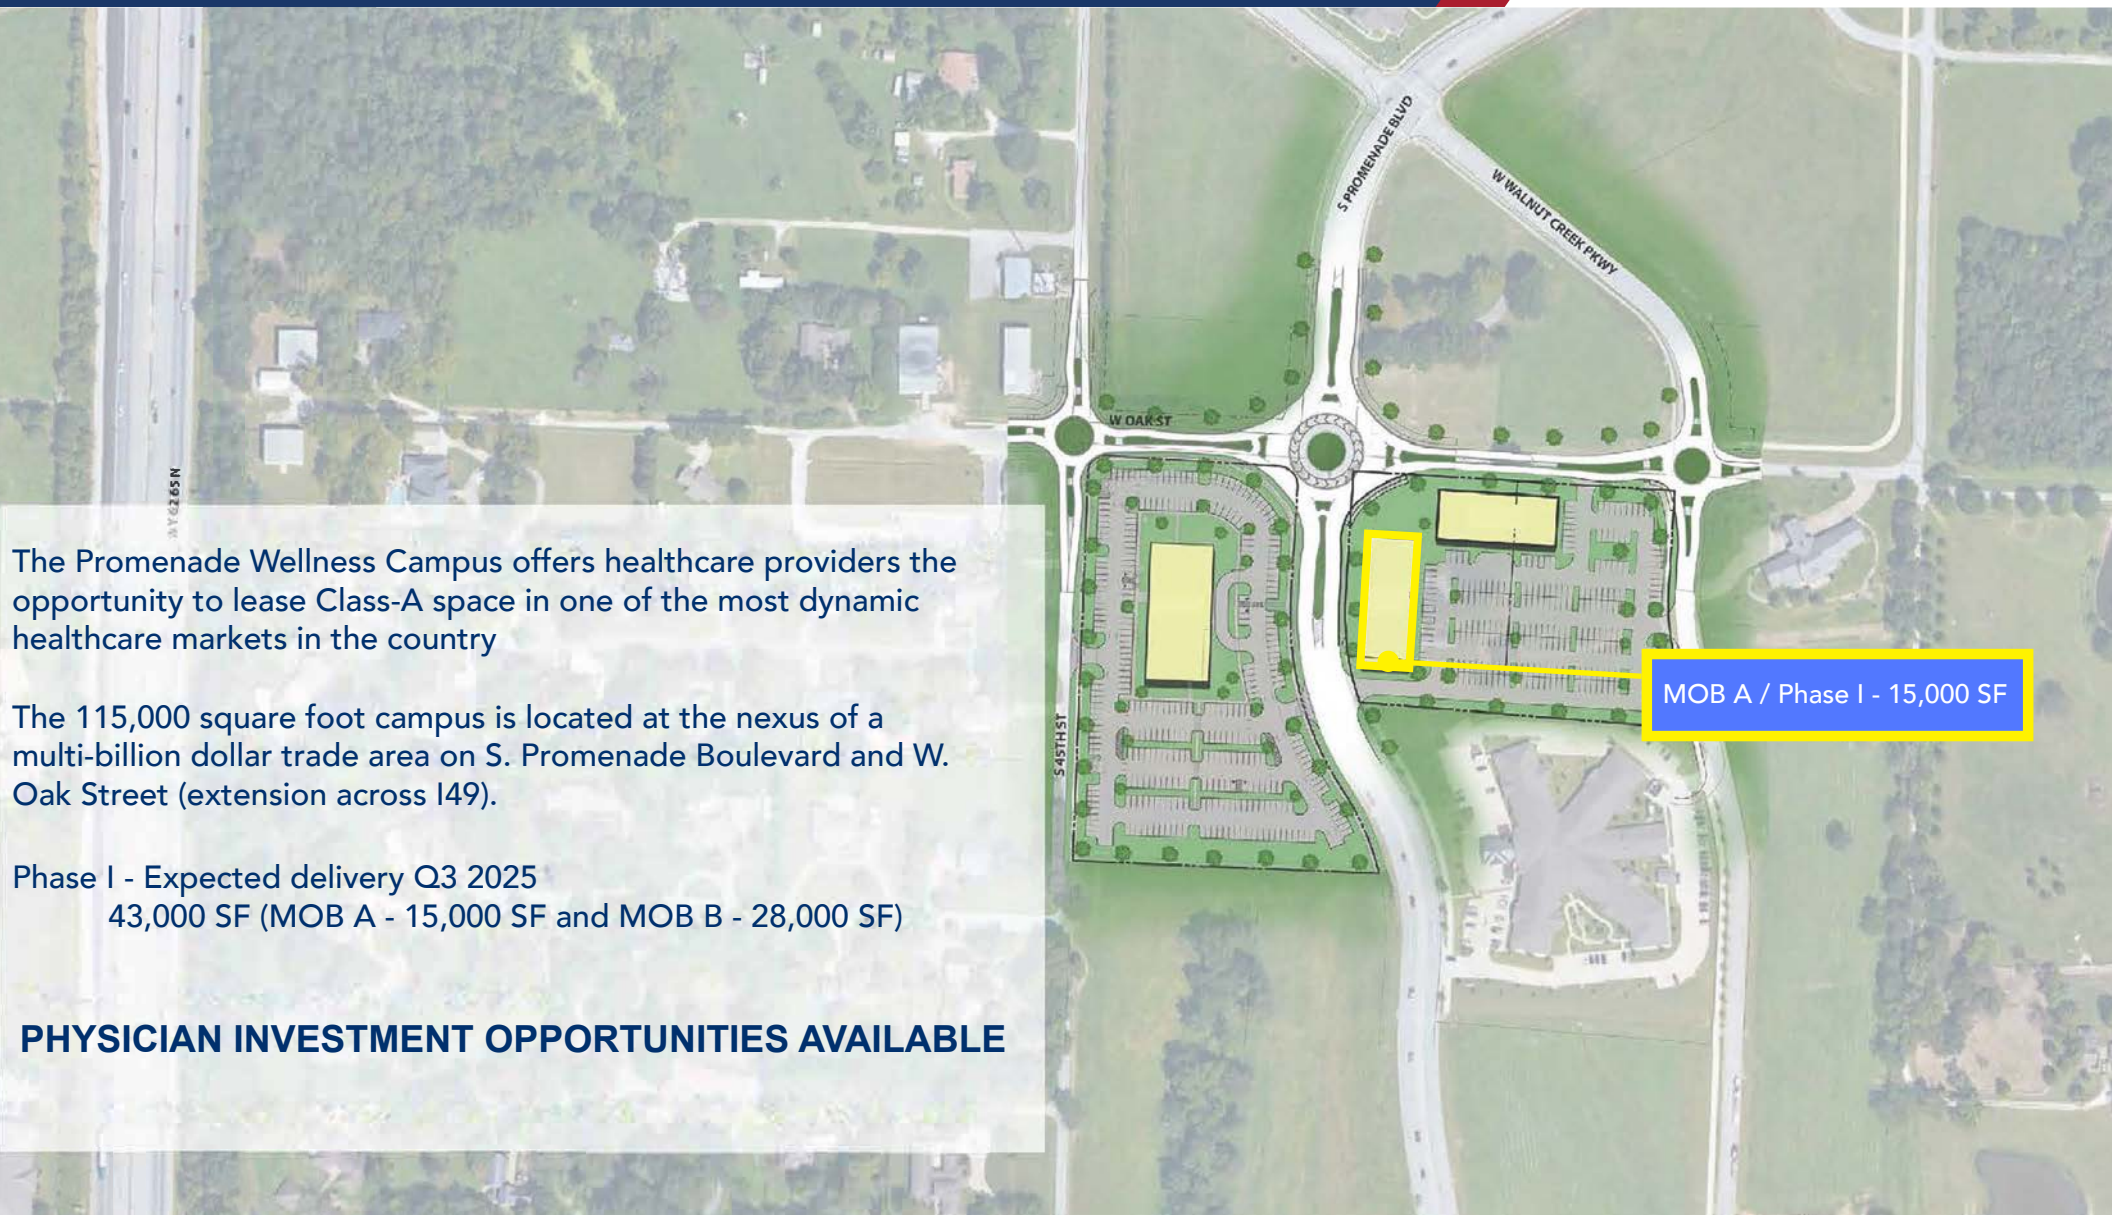 S PROMENADE BLVD
W WALNUT CREEK PKWY
W OAK ST
The Promenade Wellness Campus offers healthcare providers the
opportunity to lease Class-A space in one of the most dynamic
healthcare markets in the country
The 115,000 square foot campus is located at the nexus of a
multi-billion dollar trade area on S. Promenade Boulevard and W.
Oak Street (extension across I49).
Phase I - Expected delivery Q3 2025
43,000 SF (MOB A - 15,000 SF and MOB B - 28,000 SF)
PHYSICIAN INVESTMENT OPPORTUNITIES AVAILABLE
S 45TH ST
MOB A / Phase I - 15,000 SF